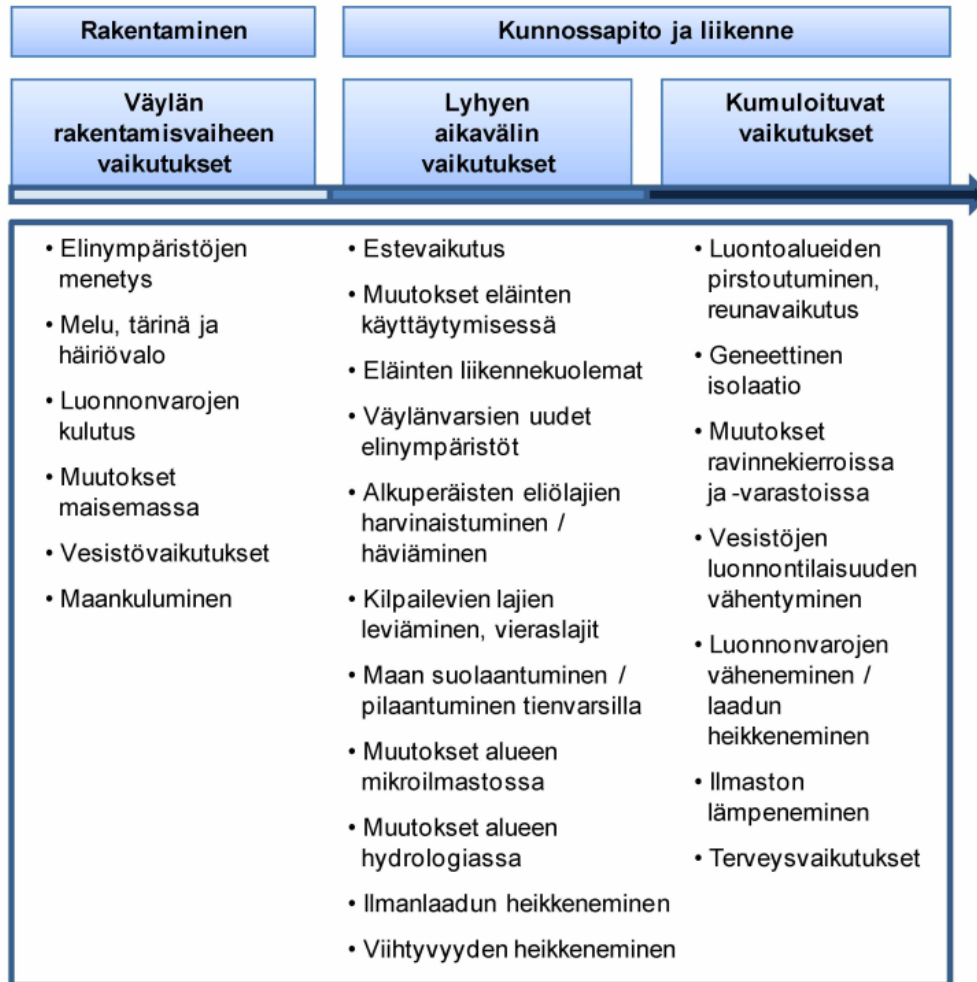 Rakentaminen
Kunnossapito ja liikenne
Väylän
rakentamisvaiheen
vaikutukset
Lyhyen
aikavälin
vaikutukset
Kumuloituvat
vaikutukset
• Elinympäristöjen
menetys
• Melu, tärinä ja
häiriövalo
• Luonnonvarojen
kulutus
• Muutokset
maisemassa
• Vesistövaikutukset
• Maankuluminen
• Estevaikutus
• Muutokset eläinten
käyttäytymisessä
• Eläinten liikennekuolemat
• Väylänvarsien uudet
elinympäristöt
• Alkuperäisten eliölajien
harvinaistuminen /
häviäminen
• Kilpailevien lajien
leviäminen, vieraslajit
• Maan suolaantuminen /
pilaantuminen tienvarsilla
• Muutokset alueen
mikroilmastossa
• Muutokset alueen
hydrologiassa
• Ilmanlaadun heikkeneminen
• Viihtyvyyden heikkeneminen
• Luontoalueiden
pirstoutuminen,
reunavaikutus
• Geneettinen
isolaatio
• Muutokset
ravinnekierroissa
ja -varastoissa
• Vesistöjen
luonnontilaisuuden
vähentyminen
• Luonnonvarojen
väheneminen /
laadun
heikkeneminen
• Ilmaston
lämpeneminen
• Terveysvaikutukset